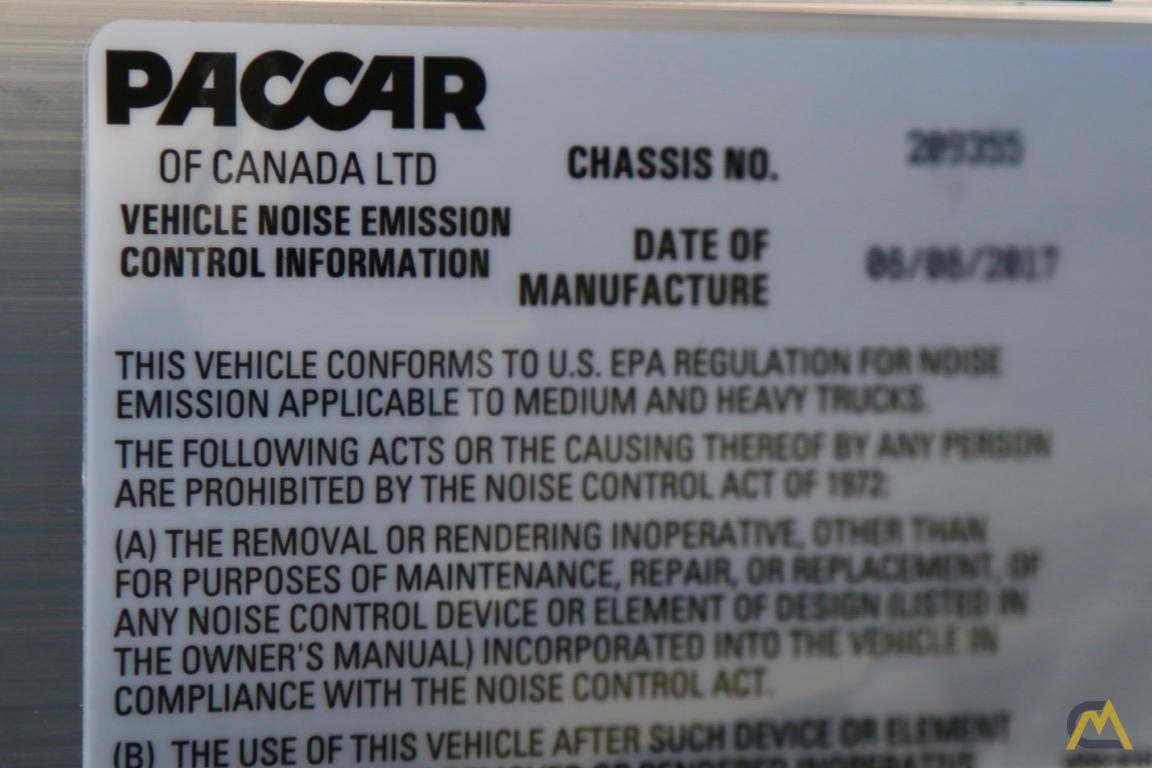 PACCAR
OF CANADA LTD
VEHICLE NOISE EMISSION
CONTROL INFORMATION
CHASSIS NO. 209355
DATE OF
MANUFACTURE 06/06/2017
THIS VEHICLE CONFORMS TO U.S. EPA REGULATION FOR NOISE
EMISSION APPLICABLE TO MEDIUM AND HEAVY TRUCKS.
THE FOLLOWING ACTS OR THE CAUSING THEREOF BY ANY PERSON
ARE PROHIBITED BY THE NOISE CONTROL ACT OF 1972:
(A) THE REMOVAL OR RENDERING INOPERATIVE, OTHER THAN
FOR PURPOSES OF MAINTENANCE, REPAIR, OR REPLACEMENT, OF
ANY NOISE CONTROL DEVICE OR ELEMENT OF DESIGN (LISTED IN
THE OWNER'S MANUAL) INCORPORATED INTO THE VEHICLE IN
COMPLIANCE WITH THE NOISE CONTROL ACT.
(B) THE USE OF THIS VEHICLE AFTER SUCH DEVICE OR ELEMENT